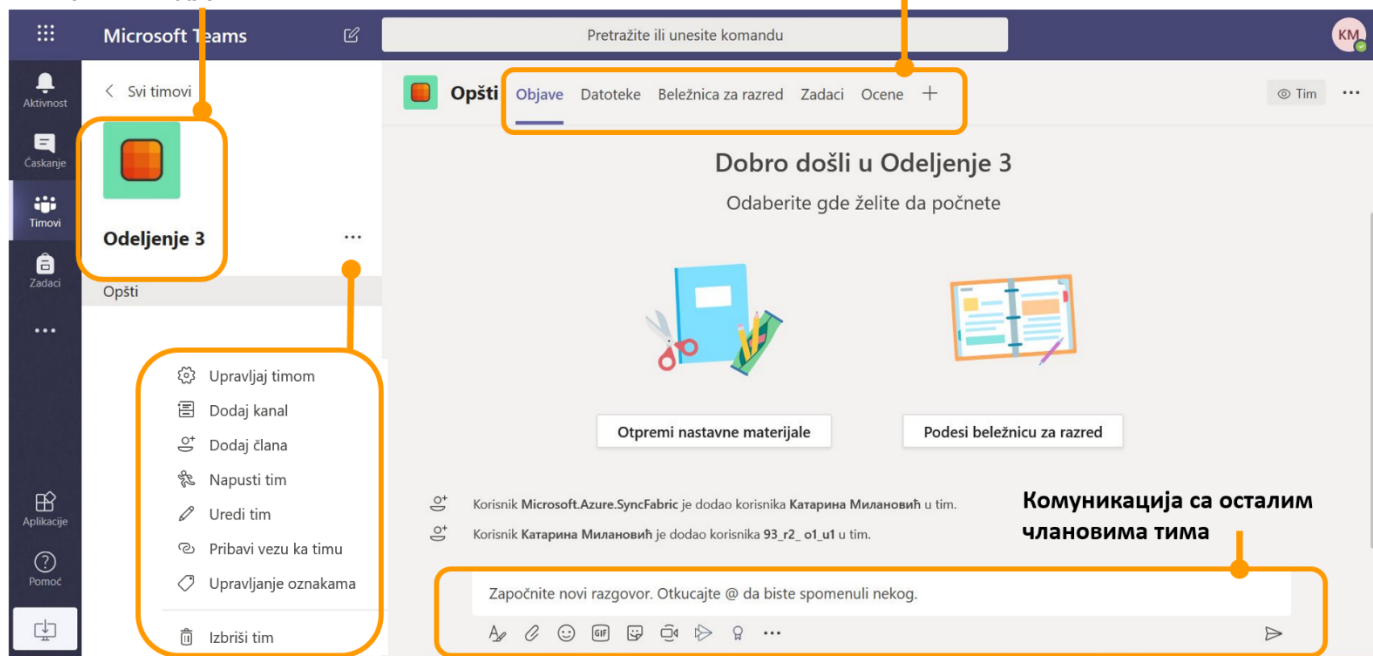 Microsoft Teams
Pretražite ili unesite komandu
KM
Aktivnost
Časkanje
Timovi
Zadaci
Aplikacije
Pomoć
Svi timovi
Odeljenje 3
Opšti
Upravljaj timom
Dodaj kanal
Dodaj člana
Napusti tim
Uredi tim
Pribavi vezu ka timu
Upravljanje oznakama
Izbriši tim
Opšti Objave Datoteke Beležnica za razred Zadaci Ocene
Tim
Dobro došli u Odeljenje 3
Odaberite gde želite da počnete
Otpremi nastavne materijale
Podesi beležnicu za razred
Korisnik Microsoft.Azure.SyncFabric je dodao korisnika Катарина Милановић u tim.
Korisnik Катарина Милановић je dodao korisnika 93_r2_ o1_u1 u tim.
Комуникација са осталим
члановима тима
Započnite novi razgovor. Otkucajte @ da biste spomenuli nekog.
GIF